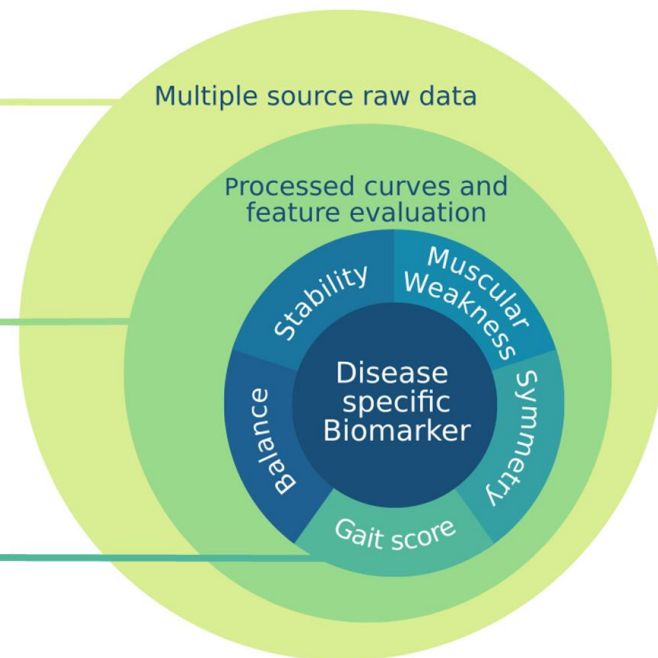 Multiple source raw data
Processed curves and
feature evaluation
Stability
Muscular
Weakness
Symmetry
Gait score
Balance
Disease
specific
Biomarker